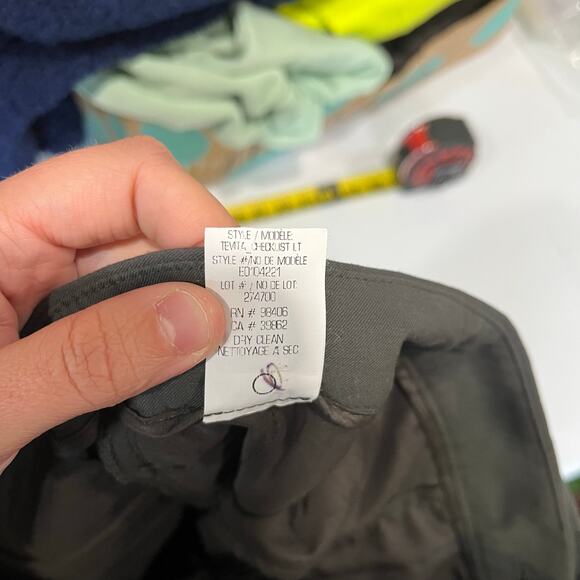 STYLE / MODÈLE:
TEVITA_CHECKLIST LT
STYLE #/NO DE MODÈLE
E0104221
LOT # / NO DE LOT:
274700
RN # 98406
CA # 39862
DRY CLEAN
NETTOYAGE À SEC